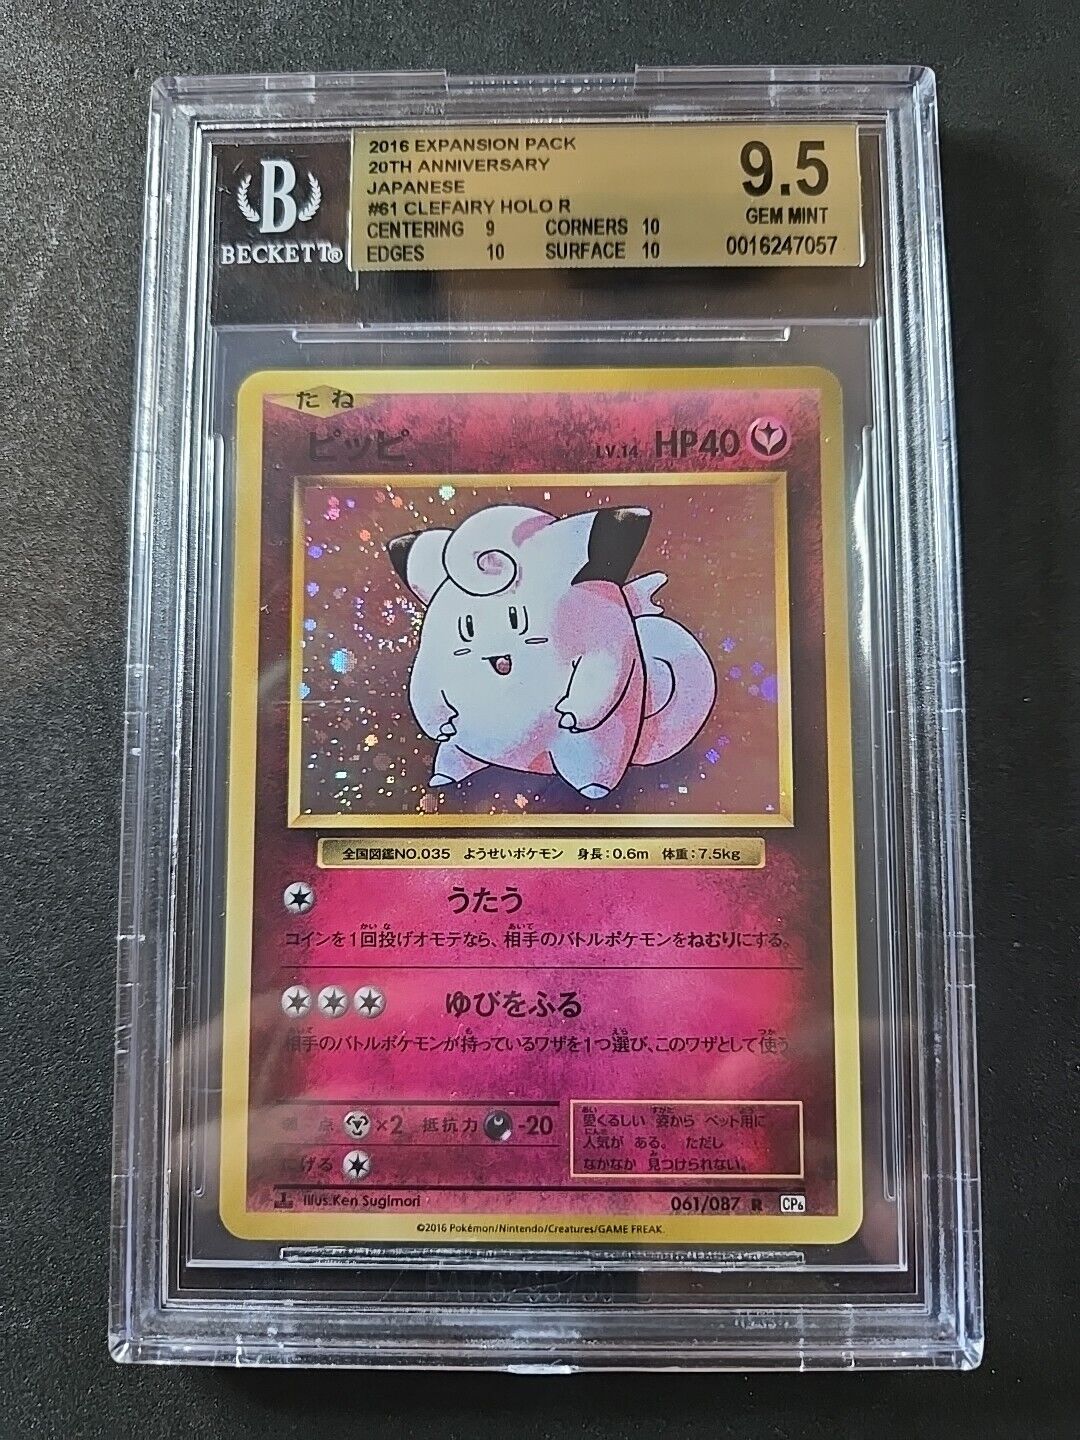 2016 EXPANSION PACK
20TH ANNIVERSARY
JAPANESE
#61 CLEFAIRY HOLO R
CENTERING 9 CORNERS 10
EDGES 10 SURFACE 10
9.5
GEM MINT
0016247057
B
BECKETT®
たね
ピッピ
LV.14 HP40
全国図鑑NO.035 ようせいポケモン 身長:0.6m 体重:7.5kg
うたう
コインを1回投げオモテなら、相手のバトルポケモンをねむりにする。
ゆびをふる
相手のバトルポケモンが持っているワザを1つ選び、このワザとして使う
弱点 ×2 抵抗力 -20
にげる
愛くるしい 姿から ペット用に
人気が ある。 ただし
なかなか 見つけられない。
Illus.Ken Sugimori
061/087 R CP6
©2016 Pokémon/Nintendo/Creatures/GAME FREAK.